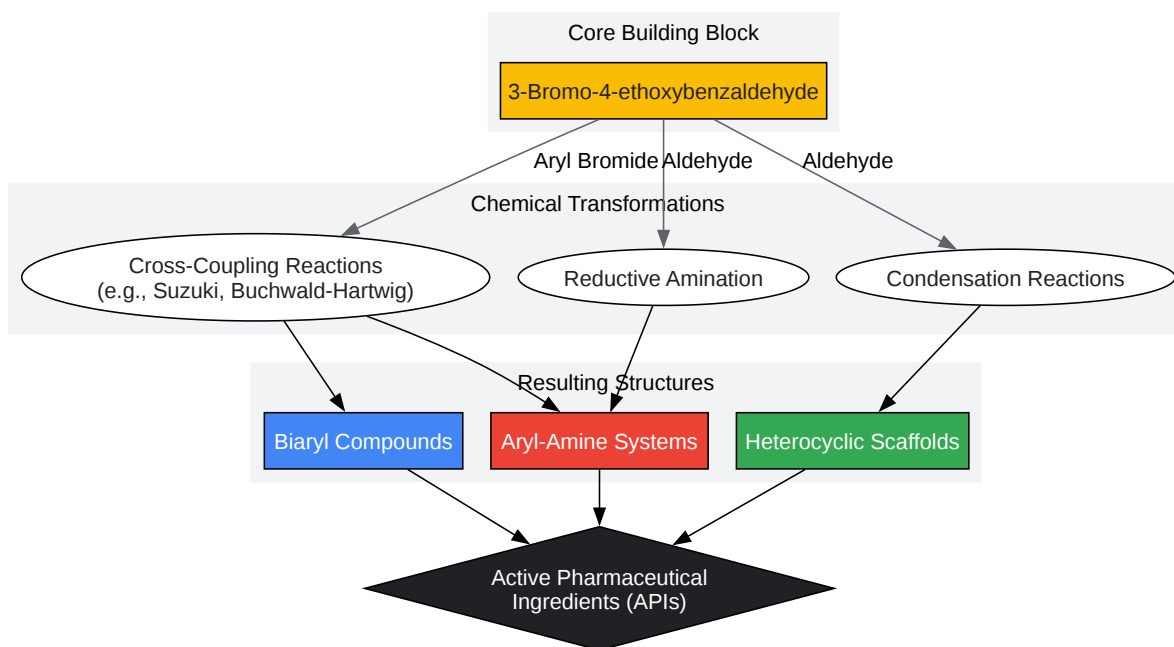 Core Building Block
3-Bromo-4-ethoxybenzaldehyde
Aryl Bromide
Aldehyde
Aldehyde
Chemical Transformations
Cross-Coupling Reactions
(e.g., Suzuki, Buchwald-Hartwig)
Reductive Amination
Condensation Reactions
Resulting Structures
Biaryl Compounds
Aryl-Amine Systems
Heterocyclic Scaffolds
Active Pharmaceutical
Ingredients (APIs)